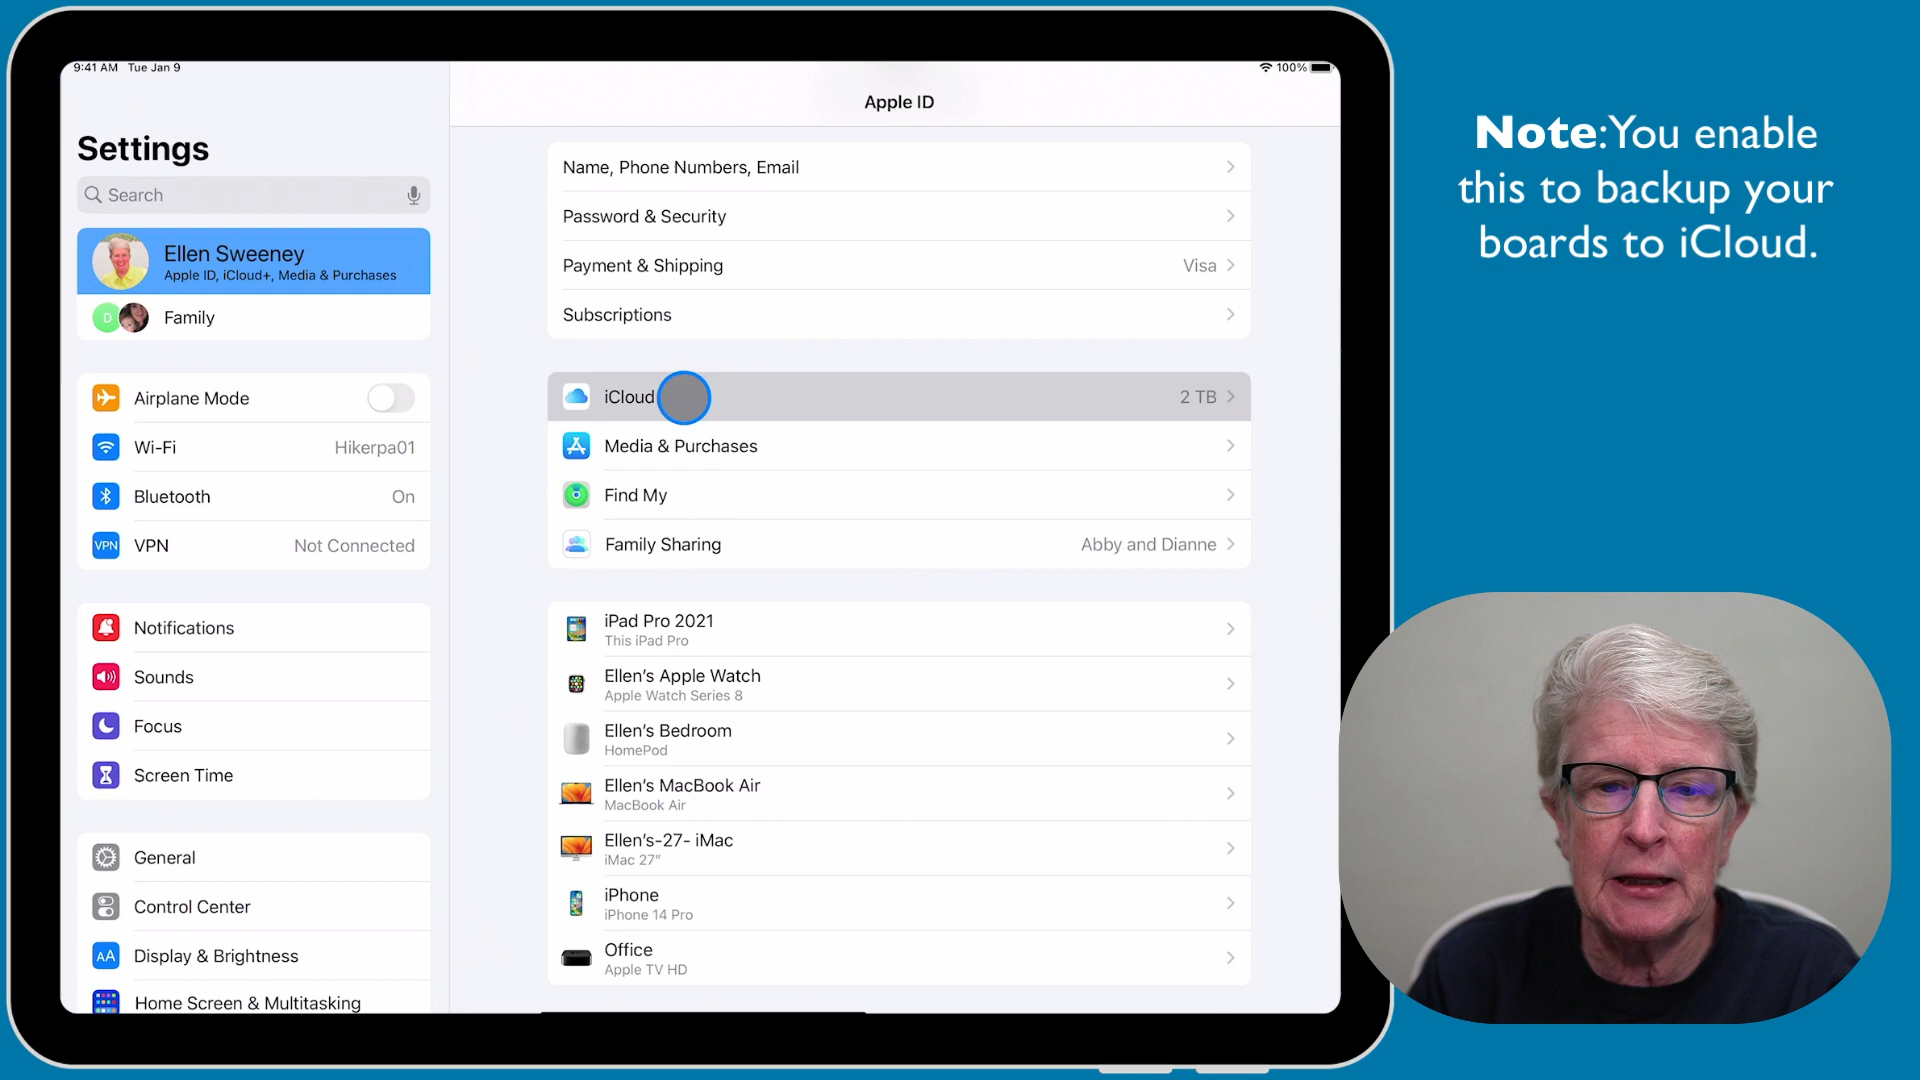 9:41 AM Tue Jan 9
100%
Settings
Search
Ellen Sweeney
Apple ID, iCloud+, Media & Purchases
D
Family
Airplane Mode
Wi-Fi Hikerpa01
Bluetooth On
VPN VPN Not Connected
Notifications
Sounds
Focus
Screen Time
General
Control Center
AA Display & Brightness
Home Screen & Multitasking
Apple ID
Name, Phone Numbers, Email
Password & Security
Payment & Shipping Visa
Subscriptions
iCloud 2 TB
Media & Purchases
Find My
Family Sharing Abby and Dianne
iPad Pro 2021
This iPad Pro
Ellen's Apple Watch
Apple Watch Series 8
Ellen's Bedroom
HomePod
Ellen's MacBook Air
MacBook Air
Ellen's-27- iMac
iMac 27"
iPhone
iPhone 14 Pro
Office
Apple TV HD
Note:You enable
this to backup your
boards to iCloud.